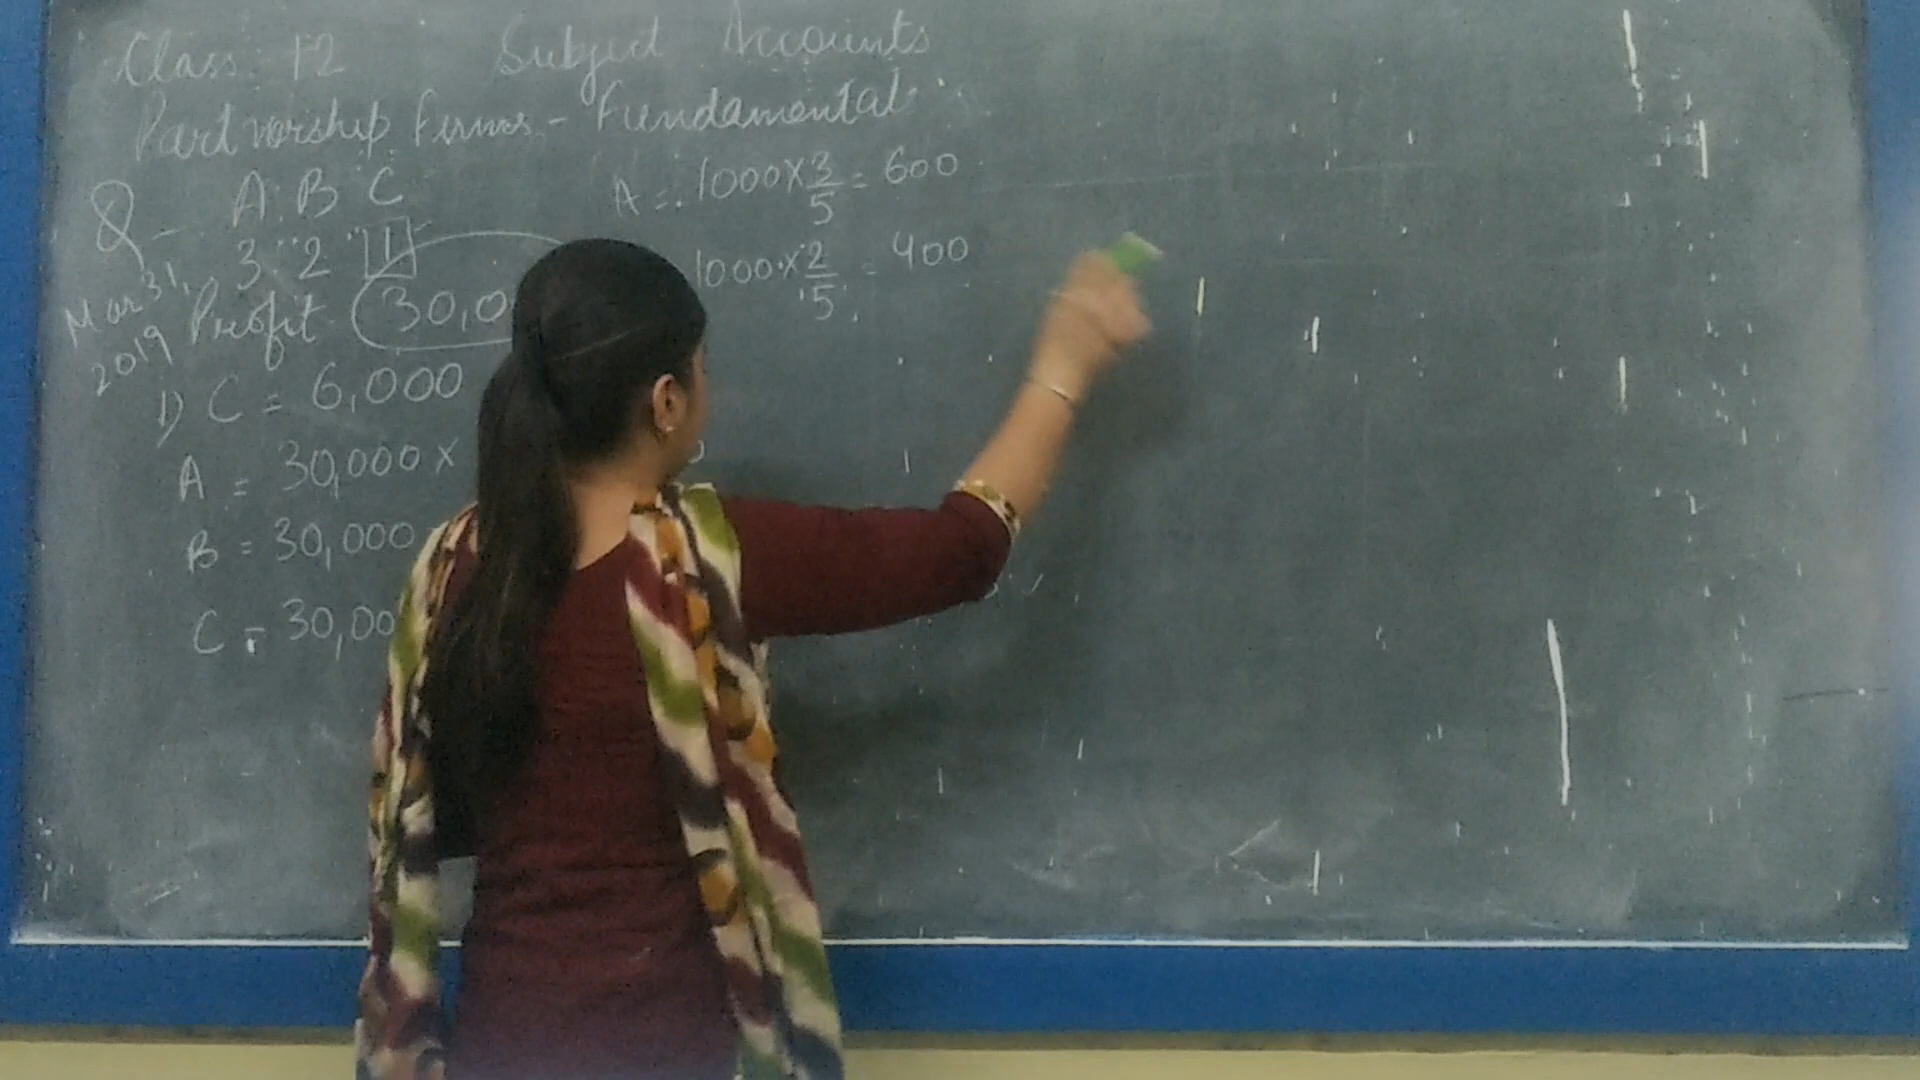 Class 12 Subject Accounts
Partnership Firms - Fundamental
Q - A : B C
3 : 2 : 1
Mar 31, 2019
Profit 30,0
1) C = 6,000
A = 30,000 ×
B = 30,000
C = 30,00
A = 1000 × 3/5 = 600
1000 × 2/5 = 400